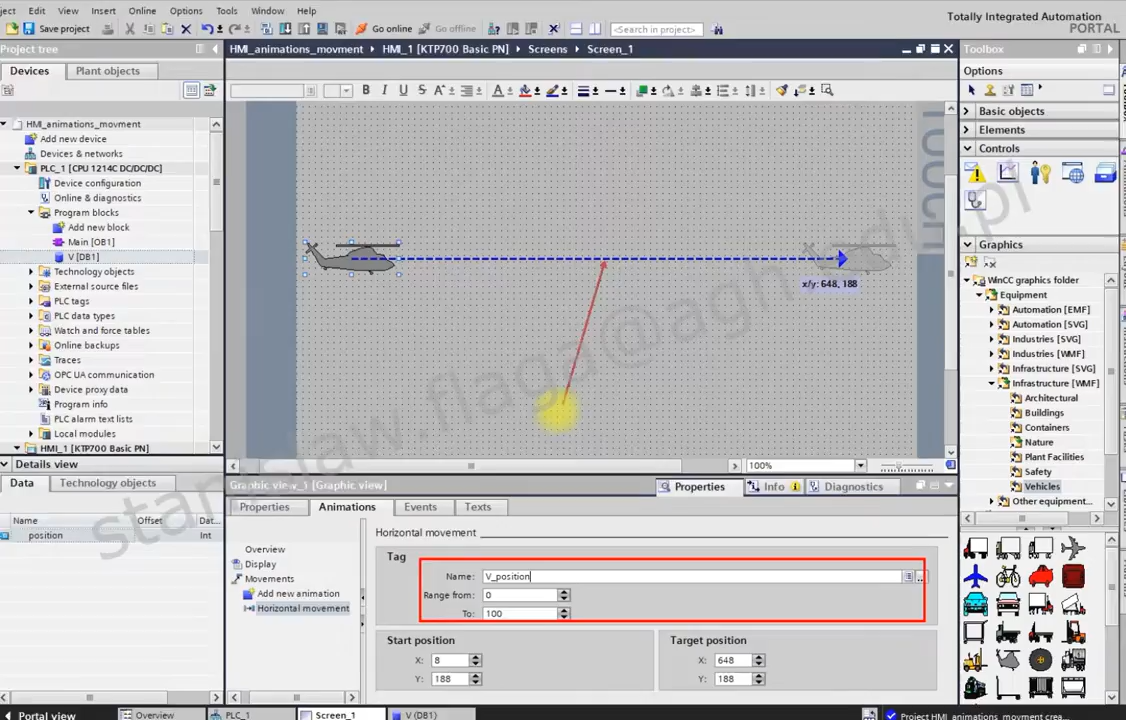 ject Edit View Insert Online Options Tools Window Help
Totally Integrated Automation
PORTAL
Save project Go online Go offline <Search in project>
Project tree
HMI_animations_movment HMI_1 [KTP700 Basic PN] Screens Screen_1
Toolbox
Devices Plant objects
Options
Basic objects
Elements
Controls
HMI_animations_movment
Add new device
Devices & networks
PLC_1 [CPU 1214C DC/DC/DC]
Device configuration
Online & diagnostics
Program blocks
Add new block
Main [OB1]
V [DB1]
Technology objects
External source files
PLC tags
PLC data types
Watch and force tables
Online backups
Traces
OPC UA communication
Device proxy data
Program info
PLC alarm text lists
Local modules
HMI_1 [KTP700 Basic PN]
B I U S A
x/y: 648, 188
100%
Graphics
WinCC graphics folder
Equipment
Automation [EMF]
Automation [SVG]
Industries [SVG]
Industries [WMF]
Infrastructure [SVG]
Infrastructure [WMF]
Architectural
Buildings
Containers
Nature
Plant Facilities
Safety
Vehicles
Other equipment...
Details view
Data Technology objects
Name Offset Dat...
position Int
Graphic view_1 [Graphic view]
Properties Info Diagnostics
Properties Animations Events Texts
Overview
Display
Movements
Add new animation
Horizontal movement
Horizontal movement
Tag
Name: V_position
Range from: 0
To: 100
Start position
X: 8
Y: 188
Target position
X: 648
Y: 188
Portal view Overview PLC_1 Screen_1 V (DB1)
Project HMI_animations_movment crea...